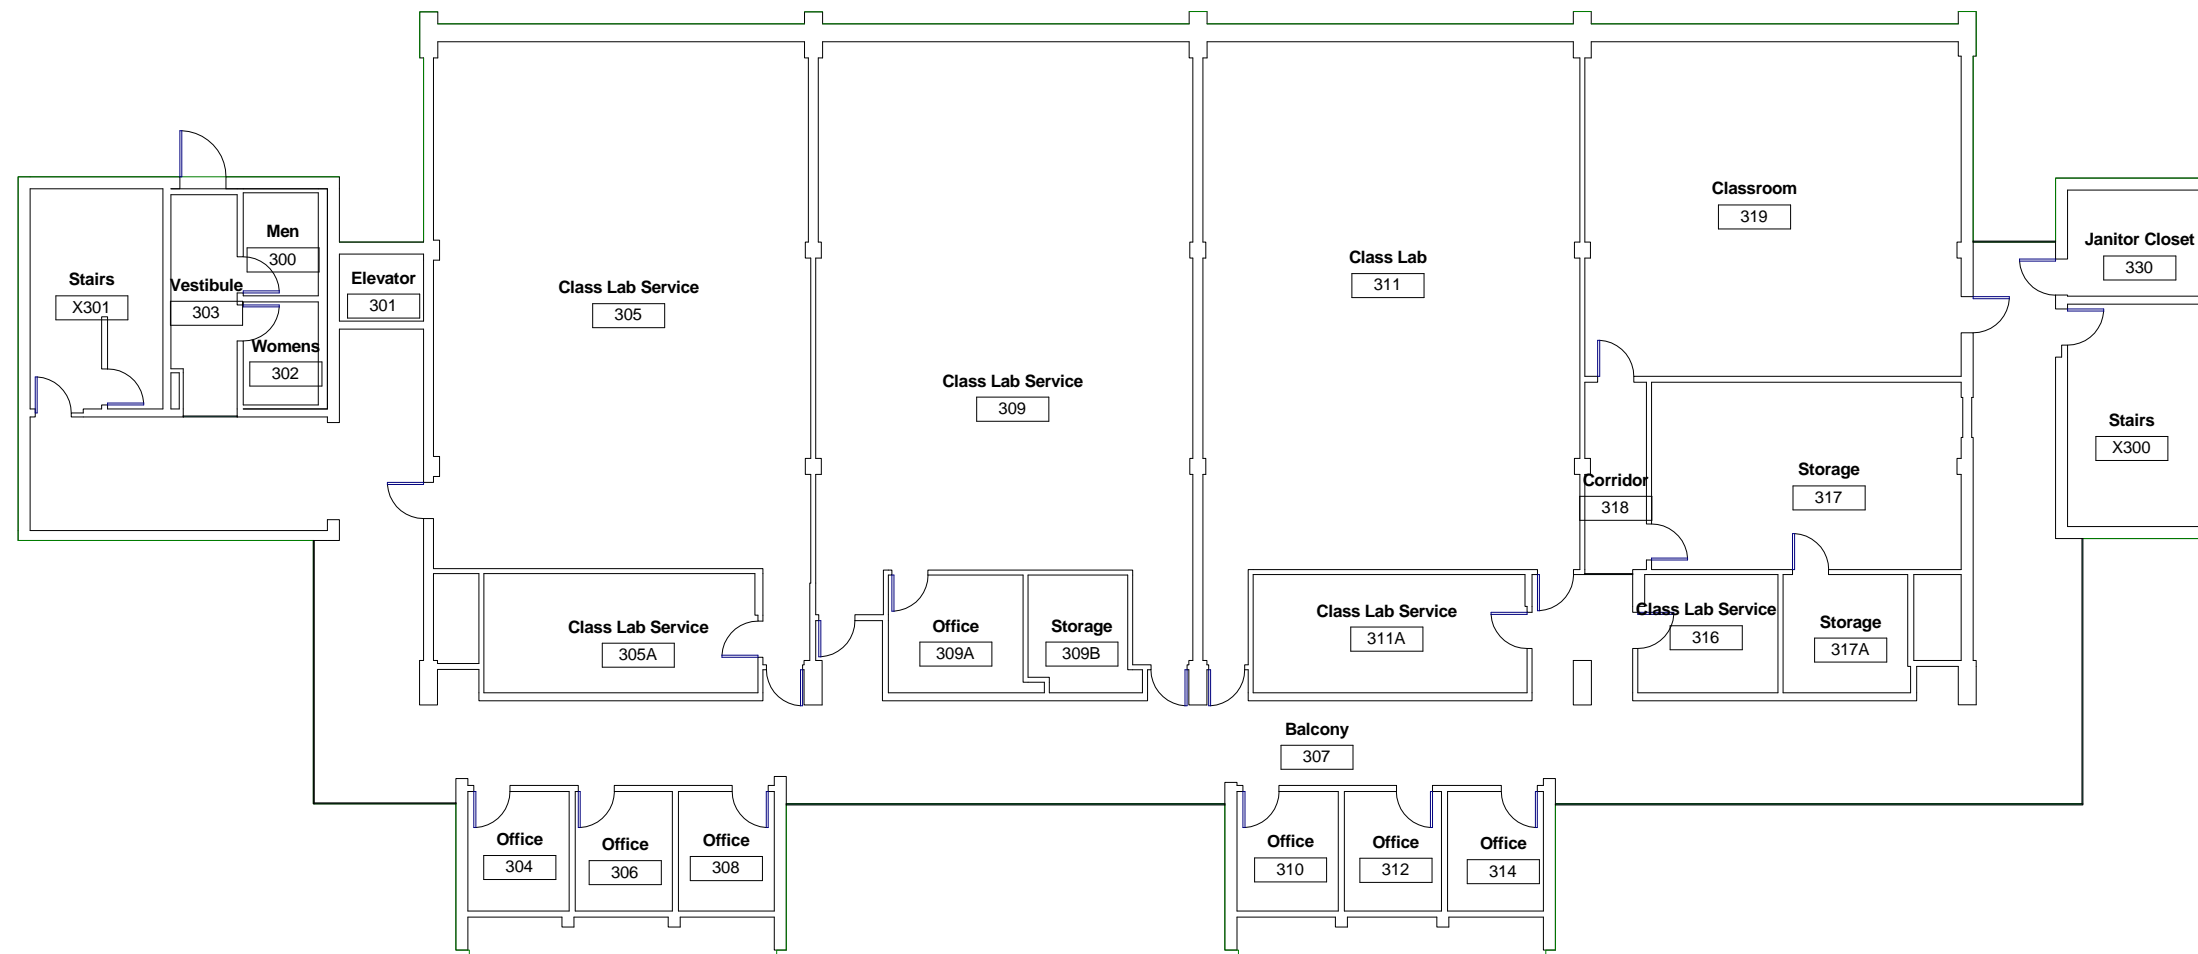 Men
300
Stairs
X301
Vestibule
303
Elevator
301
Womens
302
Class Lab Service
305
Class Lab Service
309
Class Lab
311
Classroom
319
Janitor Closet
330
Stairs
X300
Corridor
318
Storage
317
Class Lab Service
305A
Office
309A
Storage
309B
Class Lab Service
311A
Class Lab Service
316
Storage
317A
Balcony
307
Office
304
Office
306
Office
308
Office
310
Office
312
Office
314